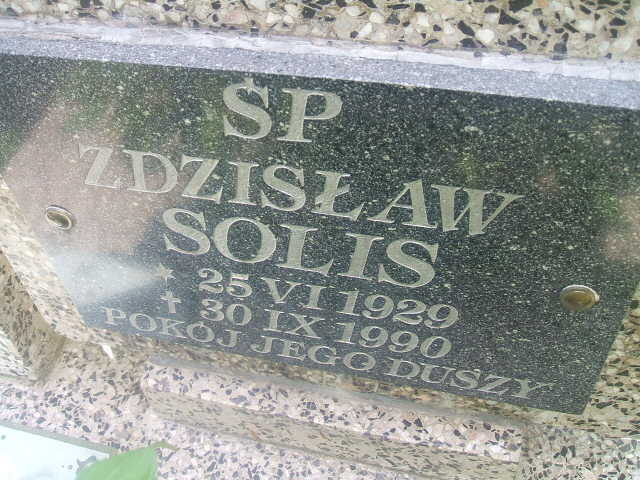 ŚP
ZDZISŁAW
SOLIS
* 25 VI 1929
✝ 30 IX 1990
POKÓJ JEGO DUSZY